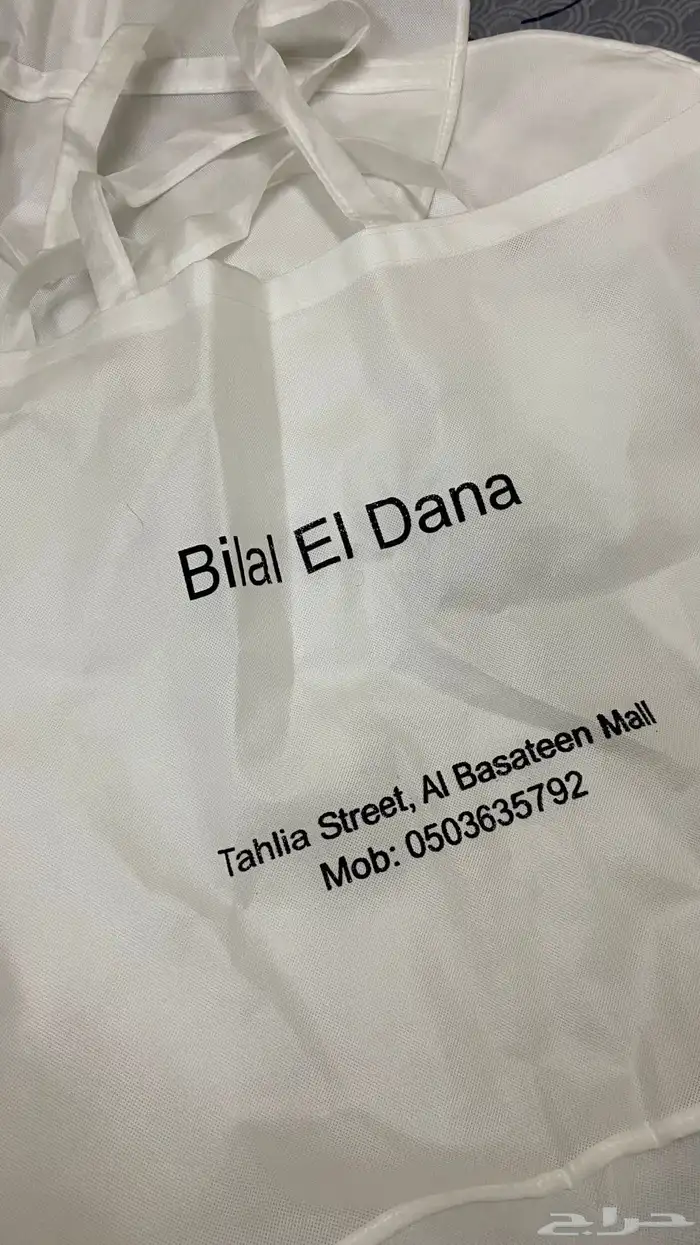 Bilal El Dana
Tahlia Street, Al Basateen Mall
Mob: 0503635792
حراج